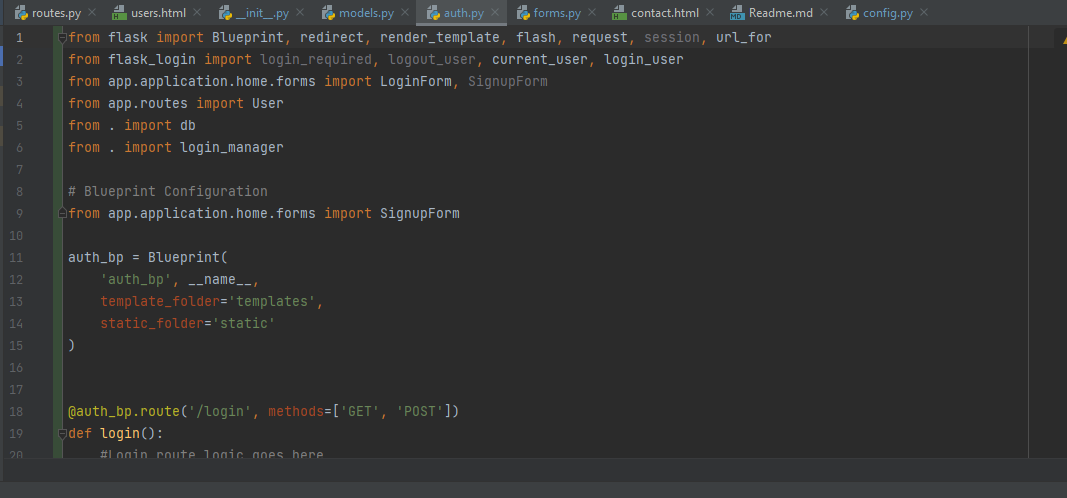 routes.py users.html __init__.py models.py auth.py forms.py contact.html Readme.md config.py
1 from flask import Blueprint, redirect, render_template, flash, request, session, url_for
2 from flask_login import login_required, logout_user, current_user, login_user
3 from app.application.home.forms import LoginForm, SignupForm
4 from app.routes import User
5 from . import db
6 from . import login_manager
7
8 # Blueprint Configuration
9 from app.application.home.forms import SignupForm
10
11 auth_bp = Blueprint(
12     'auth_bp', __name__,
13     template_folder='templates',
14     static_folder='static'
15 )
16
17
18 @auth_bp.route('/login', methods=['GET', 'POST'])
19 def login():
20     #Login route logic goes here